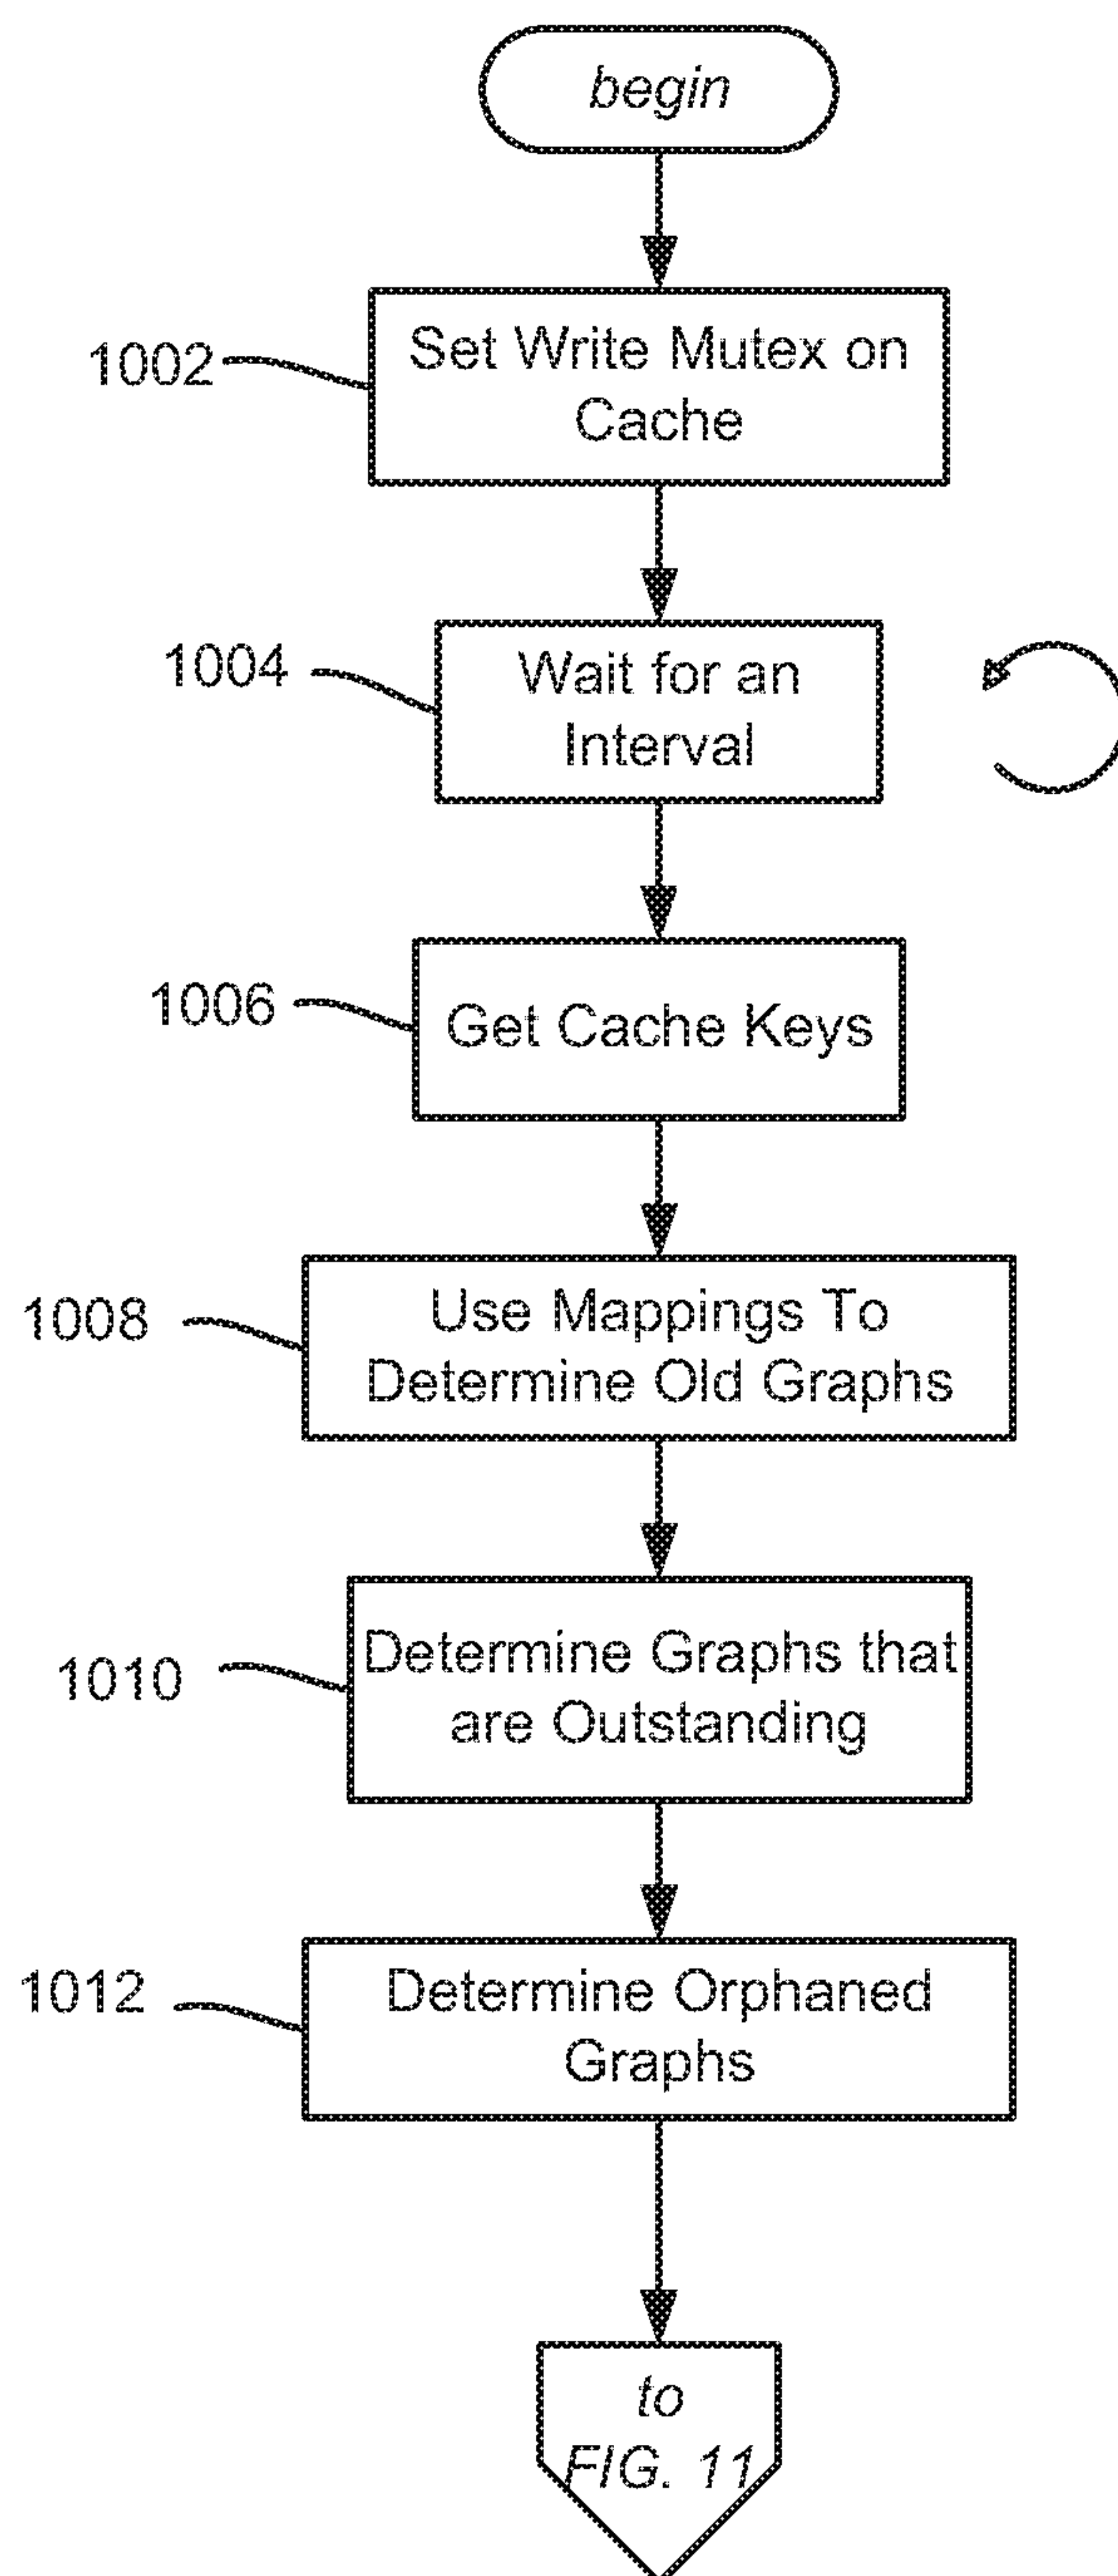 begin
1002
Set Write Mutex on
Cache
1004
Wait for an
Interval
1006
Get Cache Keys
1008
Use Mappings To
Determine Old Graphs
1010
Determine Graphs that
are Outstanding
1012
Determine Orphaned
Graphs
to
FIG. 11